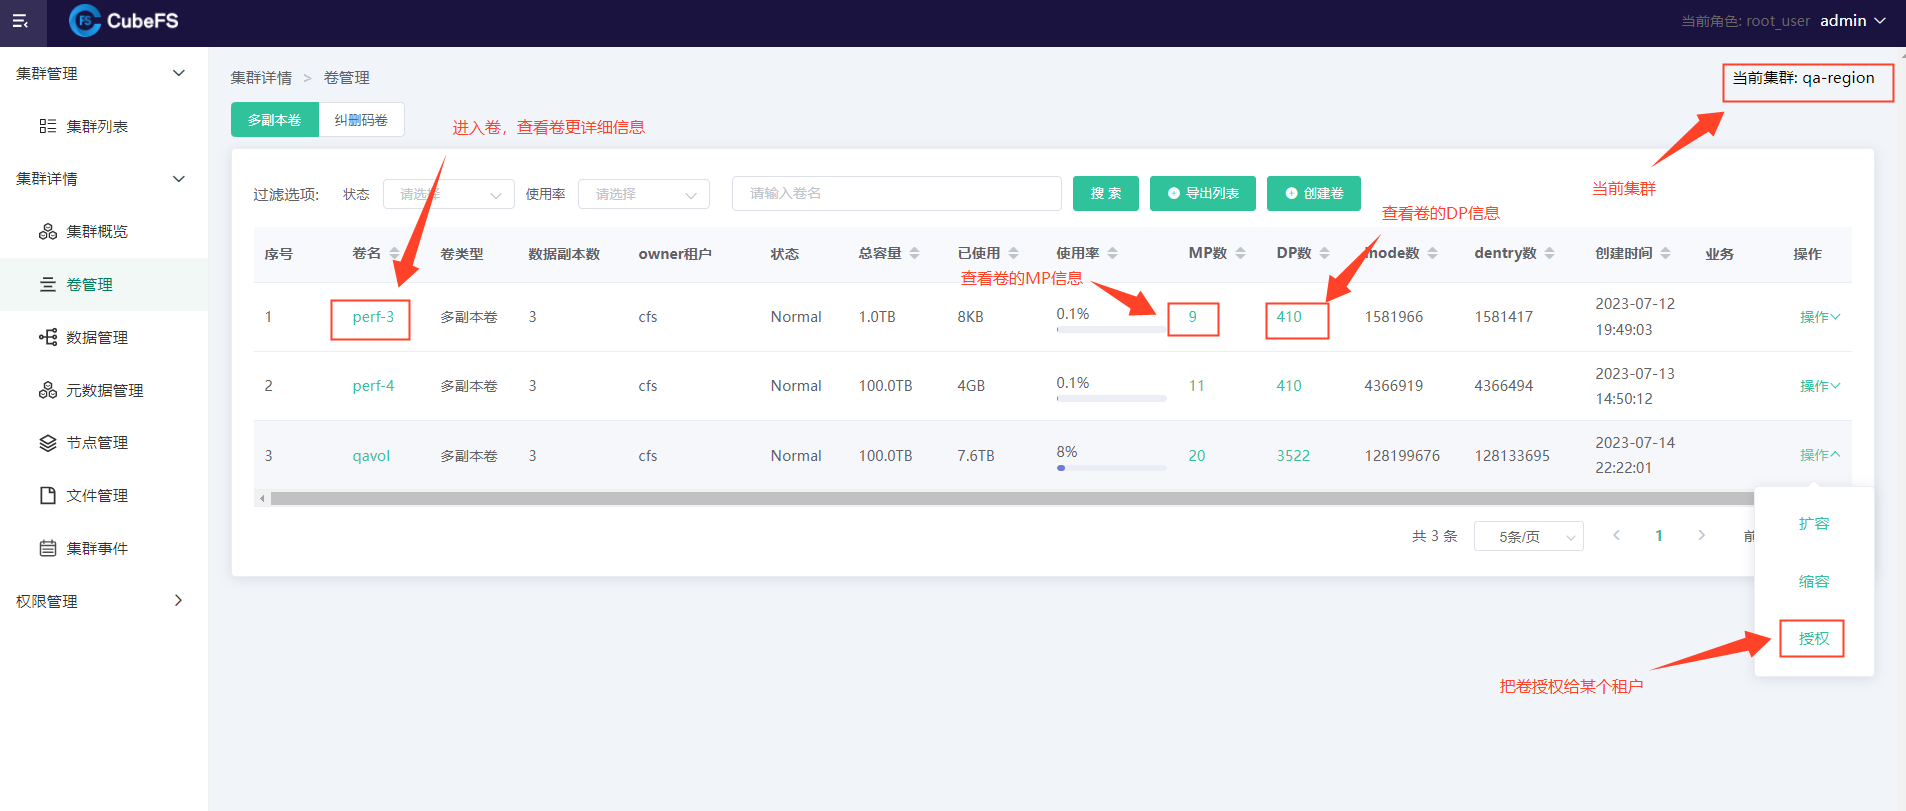 CubeFS
当前角色: root_user admin
集群管理
集群列表
集群详情
集群概览
卷管理
数据管理
元数据管理
节点管理
文件管理
集群事件
权限管理
集群详情 > 卷管理
当前集群: qa-region
多副本卷 纠删码卷
进入卷，查看卷更详细信息
当前集群
过滤选项: 状态 请选择 使用率 请选择 请输入卷名 搜 索 导出列表 创建卷
查看卷的DP信息
序号 卷名 卷类型 数据副本数 owner租户 状态 总容量 已使用 使用率 MP数 DP数 inode数 dentry数 创建时间 业务 操作
查看卷的MP信息
1 perf-3 多副本卷 3 cfs Normal 1.0TB 8KB 0.1% 9 410 1581966 1581417 2023-07-12 19:49:03 操作
2 perf-4 多副本卷 3 cfs Normal 100.0TB 4GB 0.1% 11 410 4366919 4366494 2023-07-13 14:50:12 操作
3 qavol 多副本卷 3 cfs Normal 100.0TB 7.6TB 8% 20 3522 128199676 128133695 2023-07-14 22:22:01 操作
共 3 条 5条/页 1 前
扩容
缩容
授权
把卷授权给某个租户